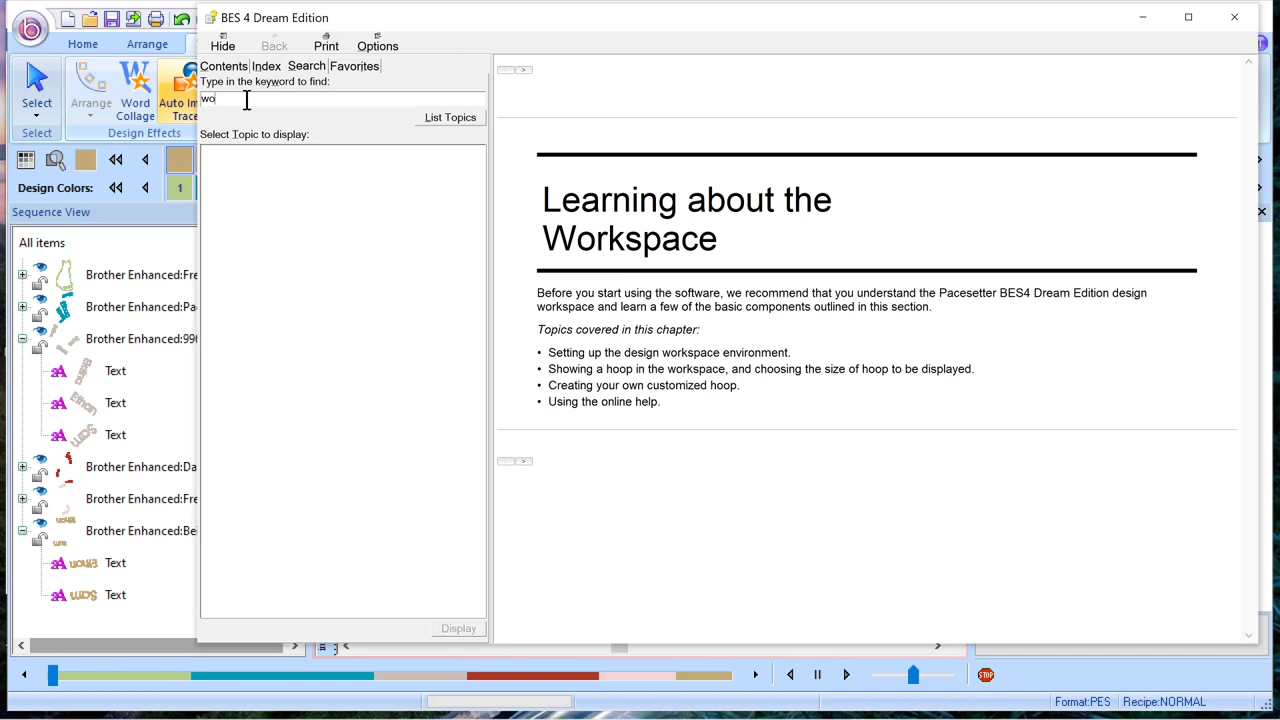 BES 4 Dream Edition
Hide Back Print Options
Home Arrange
Contents Index Search Favorites
Type in the keyword to find:
wo
List Topics
Select Topic to display:
Select Arrange Word Collage Auto Im Trace
Select Design Effects
Design Colors: 1
Sequence View
All items
Brother Enhanced:Fre
Brother Enhanced:Pa
Brother Enhanced:99
Text
Text
Text
Brother Enhanced:Da
Brother Enhanced:Fre
Brother Enhanced:Be
Text
Text
Display
Learning about the
Workspace
Before you start using the software, we recommend that you understand the Pacesetter BES4 Dream Edition design
workspace and learn a few of the basic components outlined in this section.
Topics covered in this chapter:
• Setting up the design workspace environment.
• Showing a hoop in the workspace, and choosing the size of hoop to be displayed.
• Creating your own customized hoop.
• Using the online help.
STOP
Format:PES Recipe:NORMAL